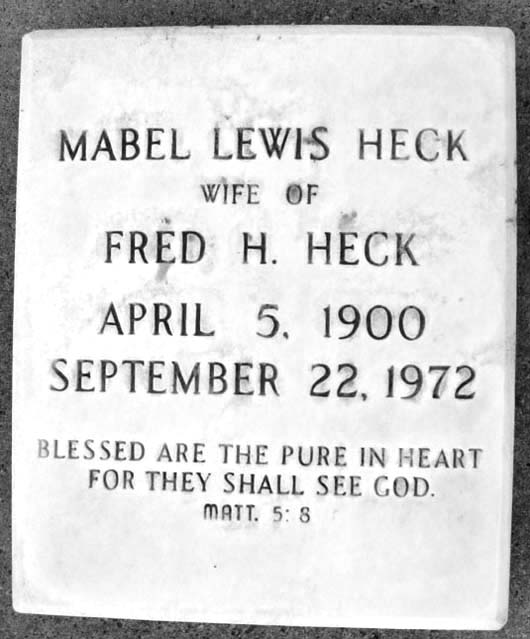 MABEL LEWIS HECK
WIFE OF
FRED H. HECK
APRIL 5, 1900
SEPTEMBER 22, 1972
BLESSED ARE THE PURE IN HEART
FOR THEY SHALL SEE GOD.
MATT. 5: 8